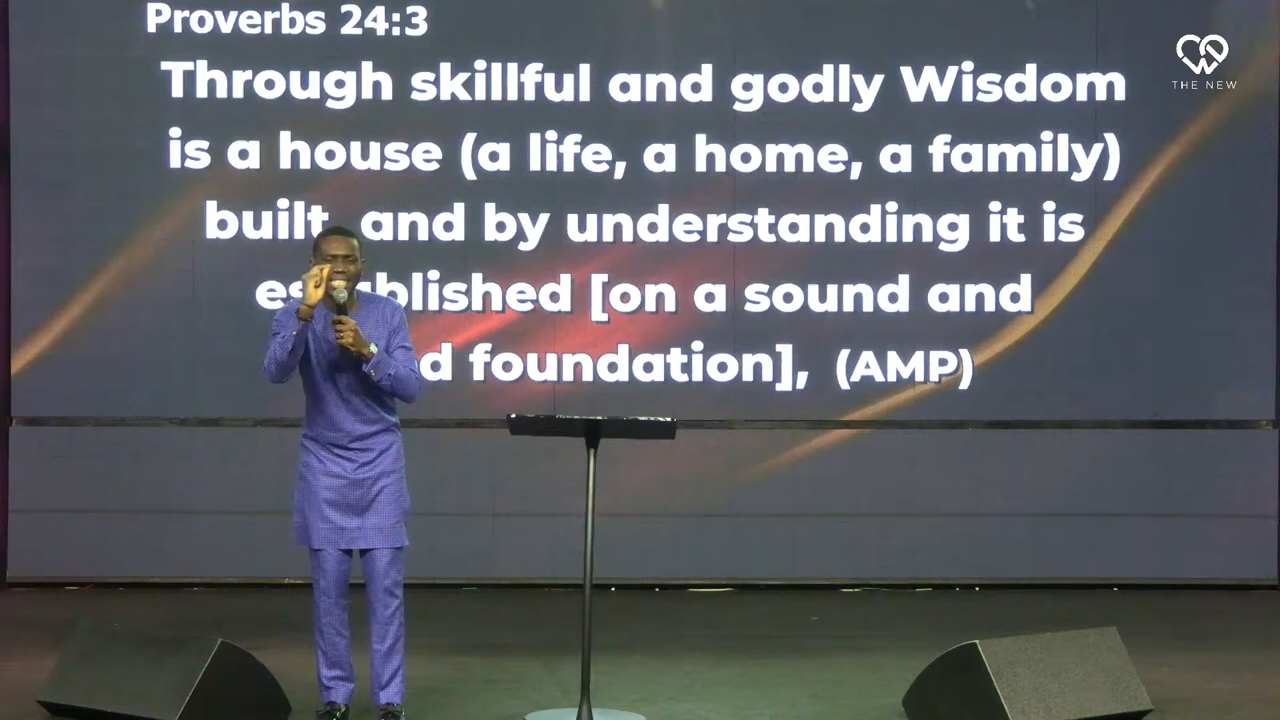 Proverbs 24:3
THE NEW
Through skillful and godly Wisdom
is a house (a life, a home, a family)
built, and by understanding it is
established [on a sound and
foundation], (AMP)